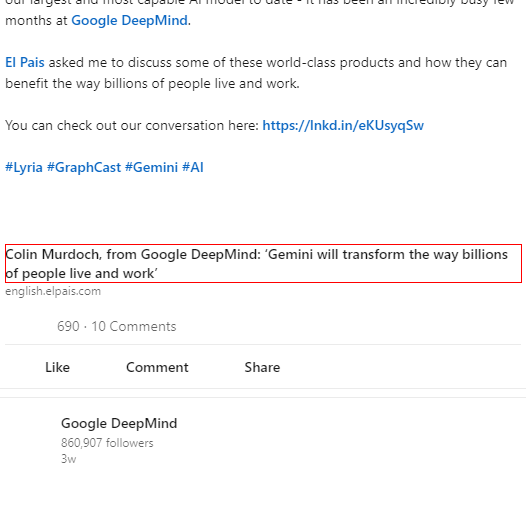 our largest and most capable AI model to date - it has been an incredibly busy few
months at Google DeepMind.
El Pais asked me to discuss some of these world-class products and how they can
benefit the way billions of people live and work.
You can check out our conversation here: https://lnkd.in/eKUsyqSw
#Lyria #GraphCast #Gemini #AI
Colin Murdoch, from Google DeepMind: ‘Gemini will transform the way billions
of people live and work’
english.elpais.com
690 · 10 Comments
Like Comment Share
Google DeepMind
860,907 followers
3w